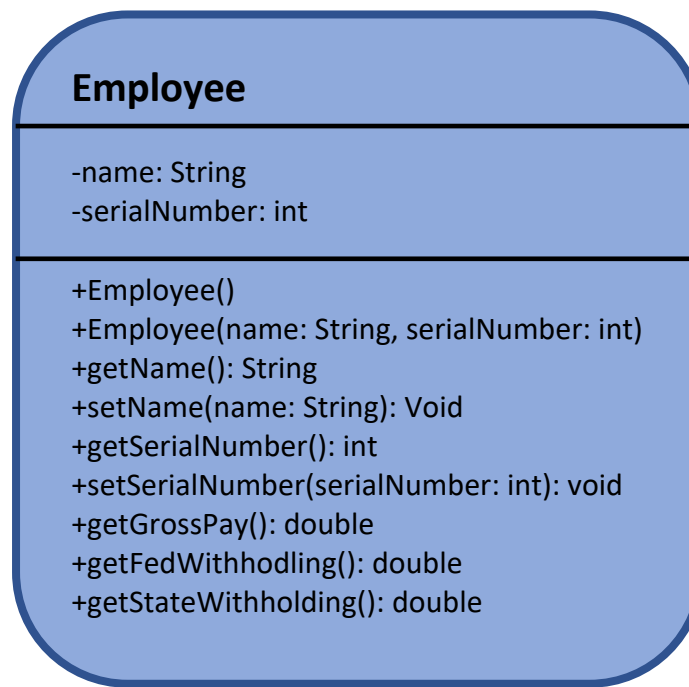 Employee
-name: String
-serialNumber: int
+Employee()
+Employee(name: String, serialNumber: int)
+getName(): String
+setName(name: String): Void
+getSerialNumber(): int
+setSerialNumber(serialNumber: int): void
+getGrossPay(): double
+getFedWithhodling(): double
+getStateWithholding(): double